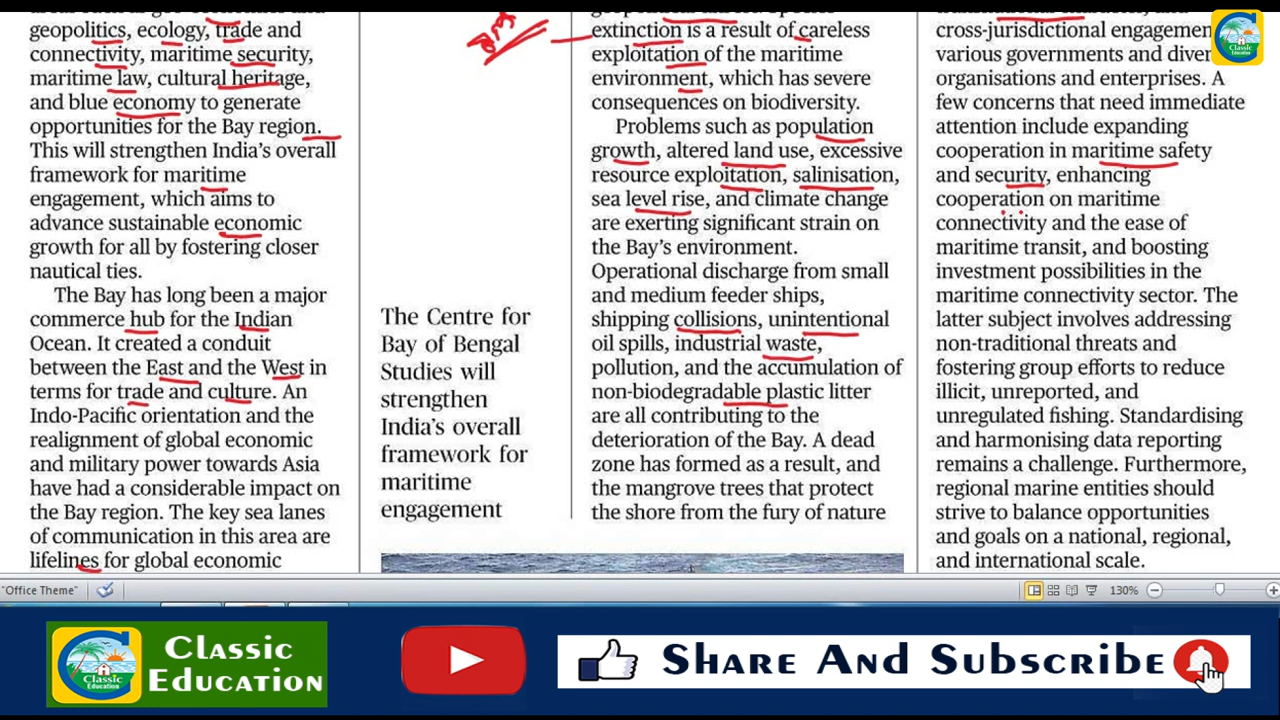 geopolitics, ecology, trade and
connectivity, maritime security,
maritime law, cultural heritage,
and blue economy to generate
opportunities for the Bay region.
This will strengthen India's overall
framework for maritime
engagement, which aims to
advance sustainable economic
growth for all by fostering closer
nautical ties.
The Bay has long been a major
commerce hub for the Indian
Ocean. It created a conduit
between the East and the West in
terms for trade and culture. An
Indo-Pacific orientation and the
realignment of global economic
and military power towards Asia
have had a considerable impact on
the Bay region. The key sea lanes
of communication in this area are
lifelines for global economic
The Centre for
Bay of Bengal
Studies will
strengthen
India's overall
framework for
maritime
engagement
extinction is a result of careless
exploitation of the maritime
environment, which has severe
consequences on biodiversity.
Problems such as population
growth, altered land use, excessive
resource exploitation, salinisation,
sea level rise, and climate change
are exerting significant strain on
the Bay's environment.
Operational discharge from small
and medium feeder ships,
shipping collisions, unintentional
oil spills, industrial waste,
pollution, and the accumulation of
non-biodegradable plastic litter
are all contributing to the
deterioration of the Bay. A dead
zone has formed as a result, and
the mangrove trees that protect
the shore from the fury of nature
cross-jurisdictional engagemen
various governments and diver
organisations and enterprises. A
few concerns that need immediate
attention include expanding
cooperation in maritime safety
and security, enhancing
cooperation on maritime
connectivity and the ease of
maritime transit, and boosting
investment possibilities in the
maritime connectivity sector. The
latter subject involves addressing
non-traditional threats and
fostering group efforts to reduce
illicit, unreported, and
unregulated fishing. Standardising
and harmonising data reporting
remains a challenge. Furthermore,
regional marine entities should
strive to balance opportunities
and goals on a national, regional,
and international scale.
Classic
Education
"Office Theme"
130%
Classic
Education
Classic
Education
Share And Subscribe